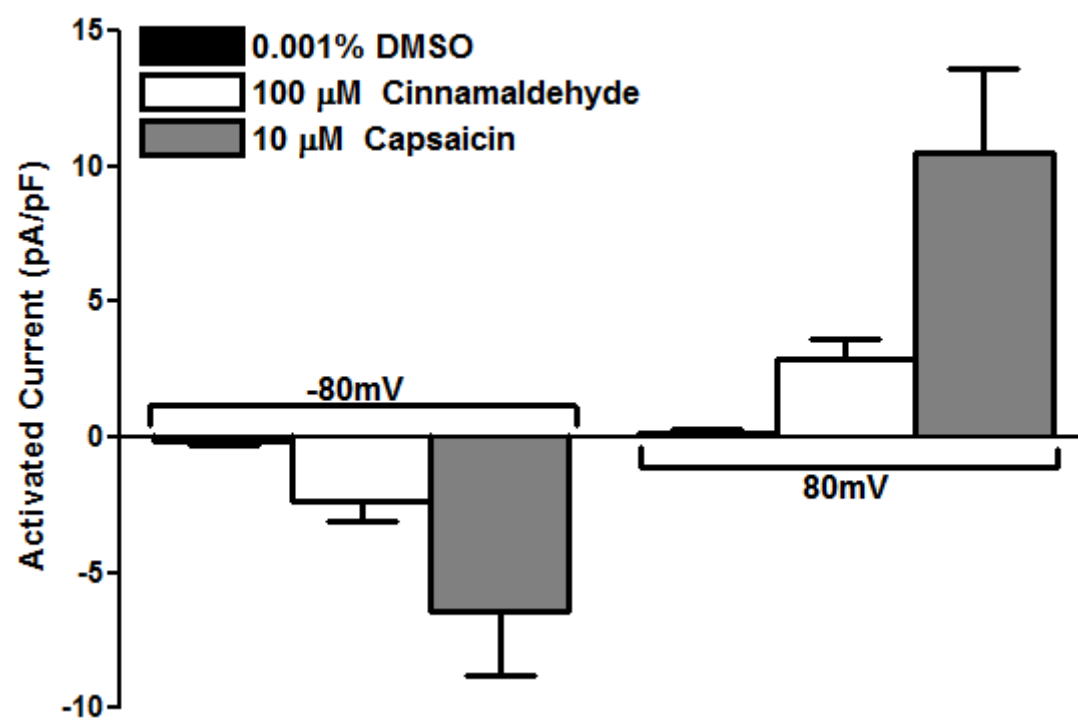 15
0.001% DMSO
100 μM Cinnamaldehyde
10 μM Capsaicin
10
Activated Current (pA/pF)
5
-80mV
0
80mV
-5
-10